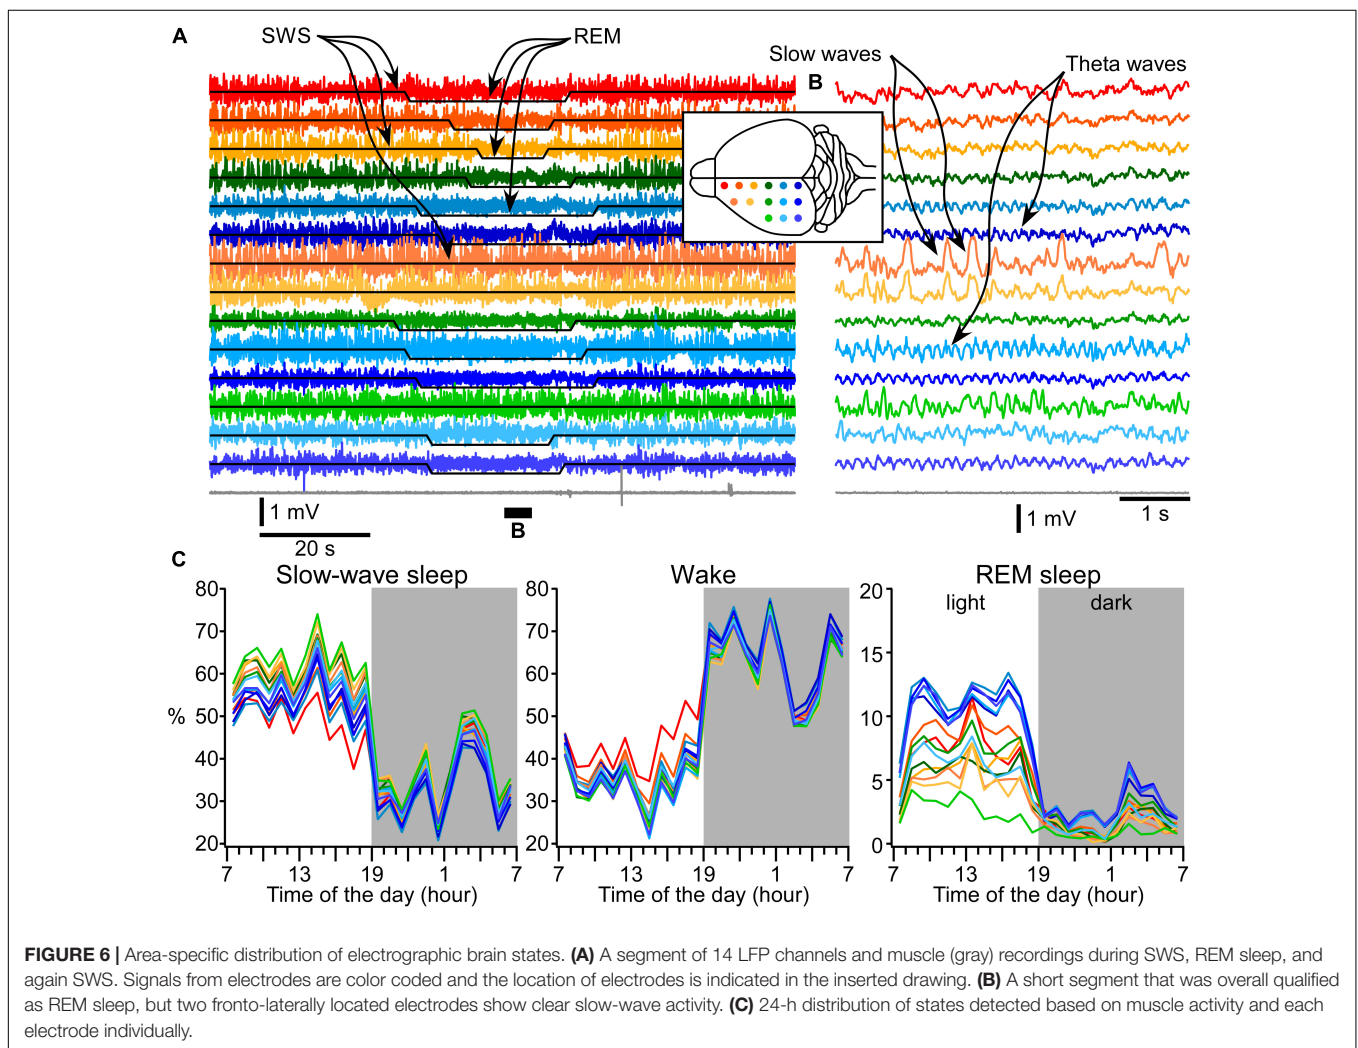 A
SWS
REM
Slow waves
B
Theta waves
1 mV
20 s
B
1 mV
1 s
C
Slow-wave sleep
Wake
REM sleep
light
dark
%
80
70
60
50
40
30
20
7
13
19
1
7
Time of the day (hour)
80
70
60
50
40
30
20
7
13
19
1
7
Time of the day (hour)
20
15
10
5
0
7
13
19
1
7
Time of the day (hour)
FIGURE 6 | Area-specific distribution of electrographic brain states. (A) A segment of 14 LFP channels and muscle (gray) recordings during SWS, REM sleep, and
again SWS. Signals from electrodes are color coded and the location of electrodes is indicated in the inserted drawing. (B) A short segment that was overall qualified
as REM sleep, but two fronto-laterally located electrodes show clear slow-wave activity. (C) 24-h distribution of states detected based on muscle activity and each
electrode individually.